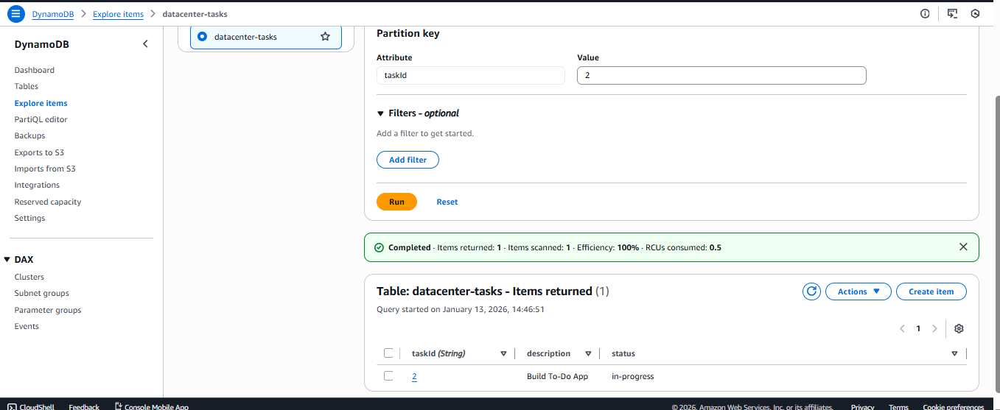 DynamoDB > Explore items > datacenter-tasks
DynamoDB
Dashboard
Tables
Explore items
PartiQL editor
Backups
Exports to S3
Imports from S3
Integrations
Reserved capacity
Settings
DAX
Clusters
Subnet groups
Parameter groups
Events
datacenter-tasks
Partition key
Attribute Value
taskId 2
Filters - optional
Add a filter to get started.
Add filter
Run Reset
Completed · Items returned: 1 · Items scanned: 1 · Efficiency: 100% · RCUs consumed: 0.5
Table: datacenter-tasks - Items returned (1)
Actions Create item
Query started on January 13, 2026, 14:46:51
1
taskId (String) description status
2 Build To-Do App in-progress
CloudShell Feedback Console Mobile App © 2026, Amazon Web Services, Inc. or its affiliates. Privacy Terms Cookie preferences